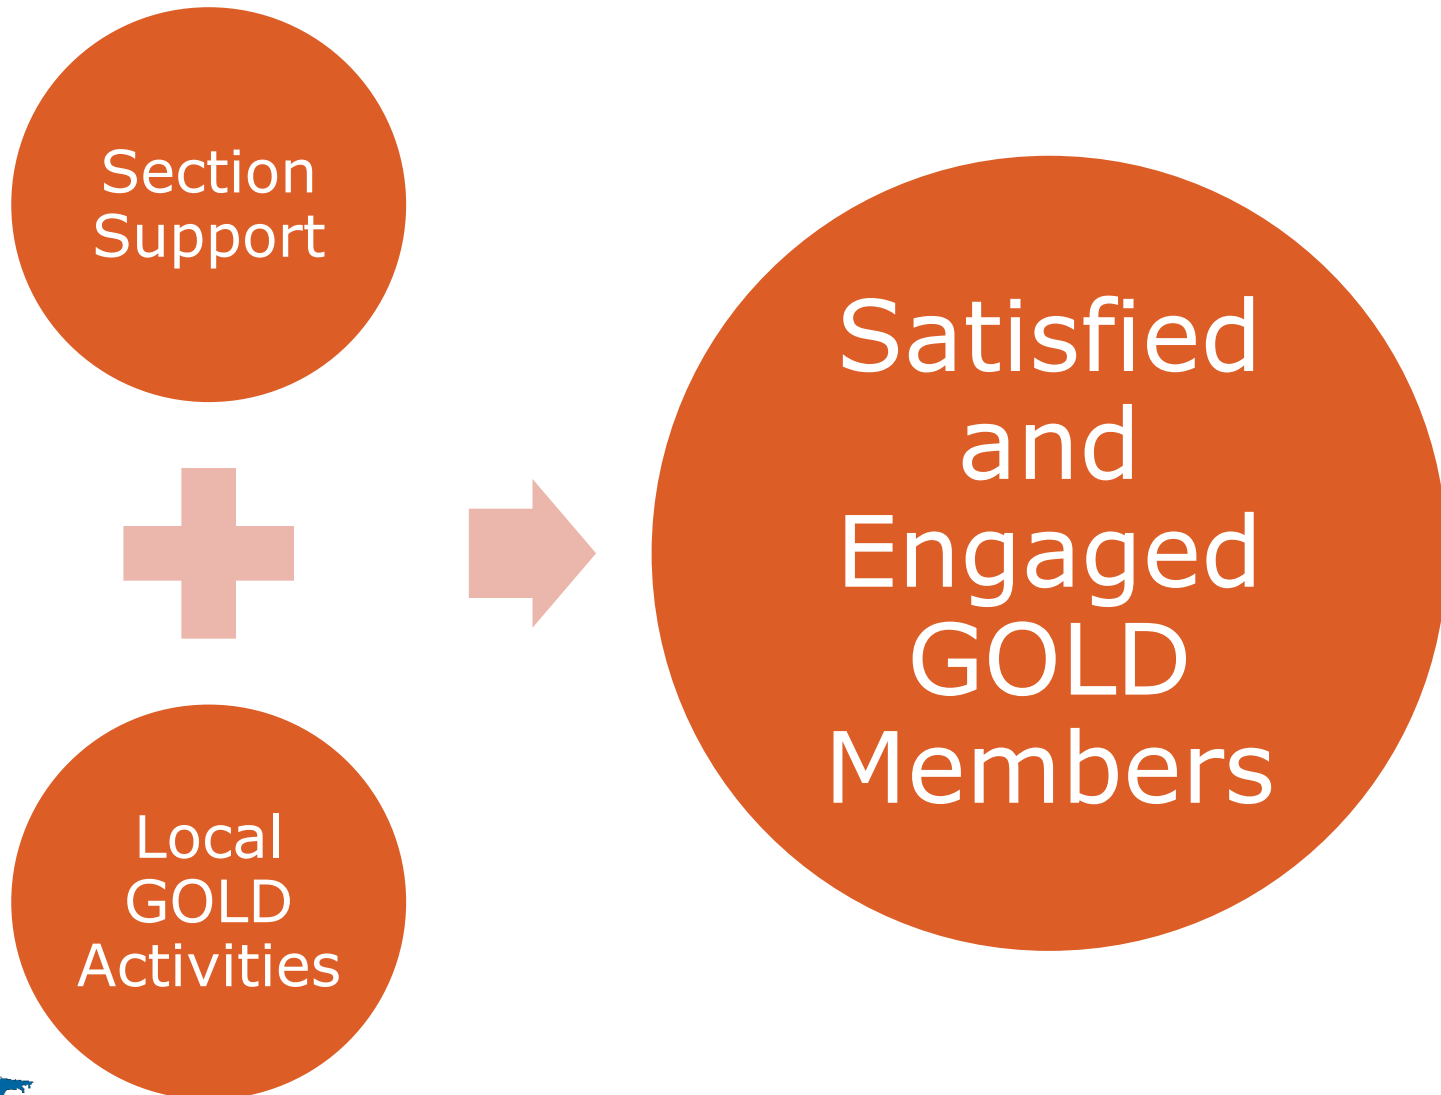 Section
Support
Local
GOLD
Activities
Satisfied
and
Engaged
GOLD
Members